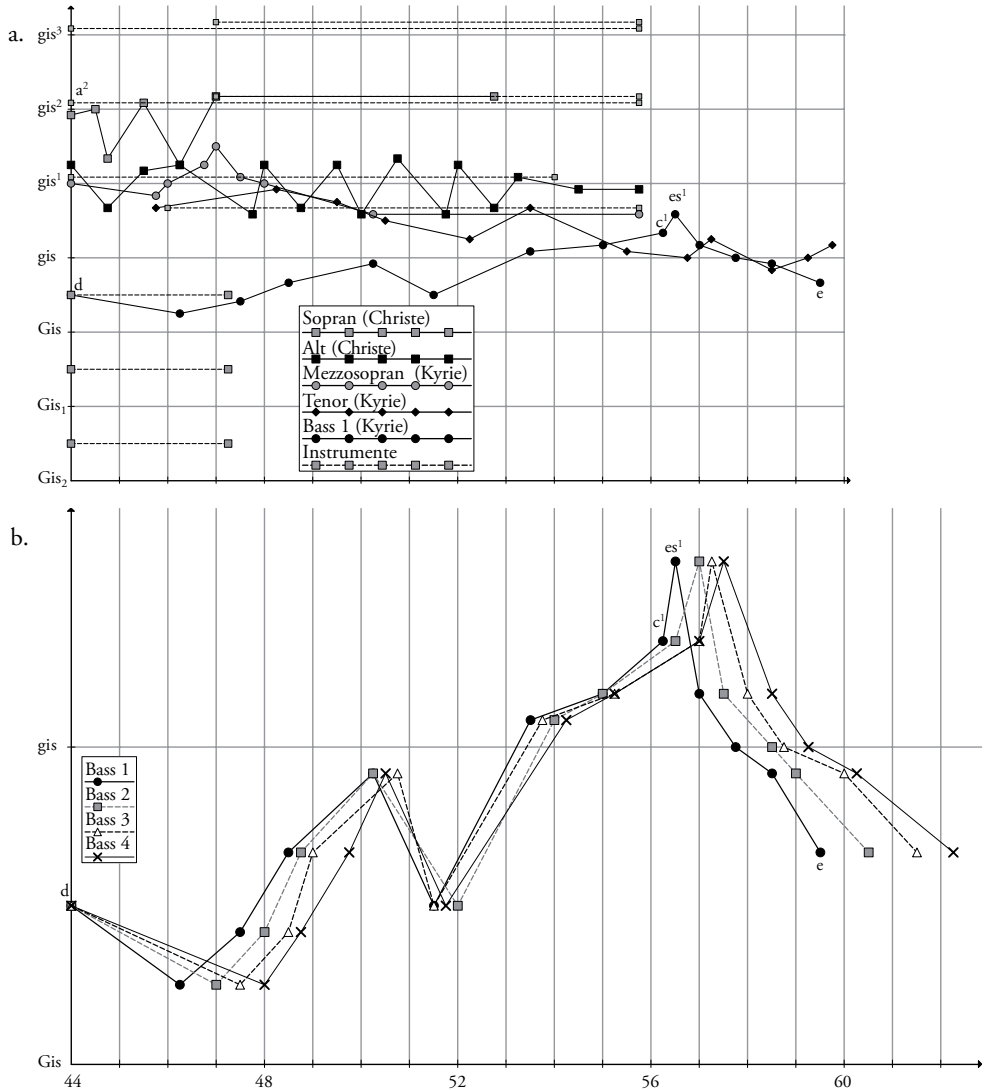 a.
gis³
a²
gis²
gis¹
es¹
c¹
gis
d
e
Gis
Sopran (Christe)
Alt (Christe)
Mezzosopran (Kyrie)
Tenor (Kyrie)
Bass 1 (Kyrie)
Instrumente
Gis₁
Gis₂
b.
es¹
c¹
gis
Bass 1
Bass 2
Bass 3
Bass 4
d
e
Gis
44 48 52 56 60